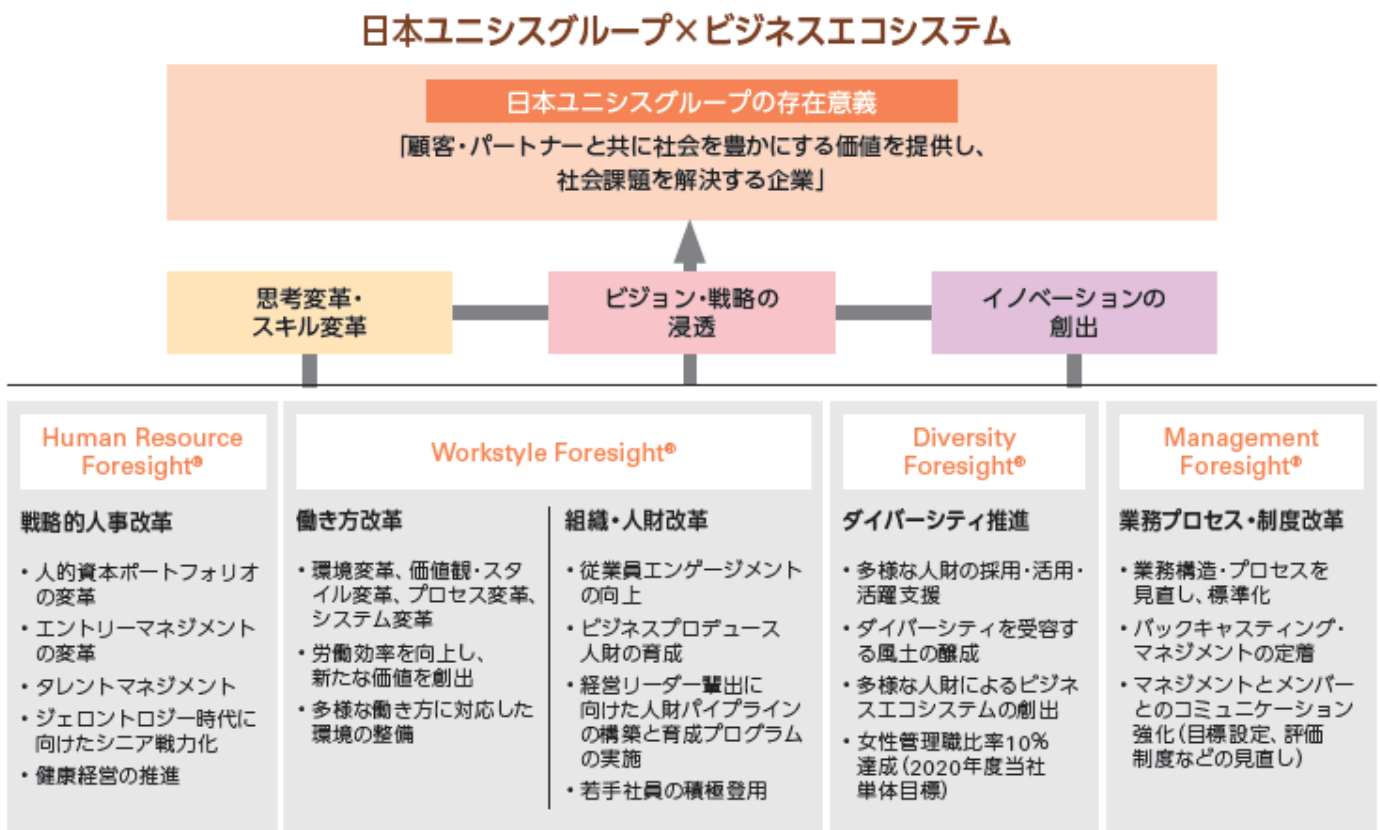 日本ユニシスグループ×ビジネスエコシステム
日本ユニシスグループの存在意義
「顧客・パートナーと共に社会を豊かにする価値を提供し、
社会課題を解決する企業」
思考変革・
スキル変革
ビジョン・戦略の
浸透
イノベーションの
創出
Human Resource
Foresight®
戦略的人事改革
・人的資本ポートフォリオ
の変革
・エントリーマネジメント
の変革
・タレントマネジメント
・ジェロントロジー時代に
向けたシニア戦力化
・健康経営の推進
Workstyle Foresight®
働き方改革
・環境変革、価値観・スタ
イル変革、プロセス変革、
システム変革
・労働効率を向上し、
新たな価値を創出
・多様な働き方に対応した
環境の整備
組織・人財改革
・従業員エンゲージメント
の向上
・ビジネスプロデュース
人財の育成
・経営リーダー輩出に
向けた人財パイプライン
の構築と育成プログラム
の実施
・若手社員の積極登用
Diversity
Foresight®
ダイバーシティ推進
・多様な人財の採用・活用・
活躍支援
・ダイバーシティを受容す
る風土の醸成
・多様な人財によるビジネ
スエコシステムの創出
・女性管理職比率10%
達成(2020年度当社
単体目標)
Management
Foresight®
業務プロセス・制度改革
・業務構造・プロセスを
見直し、標準化
・バックキャスティング・
マネジメントの定着
・マネジメントとメンバー
とのコミュニケーション
強化(目標設定、評価
制度などの見直し)